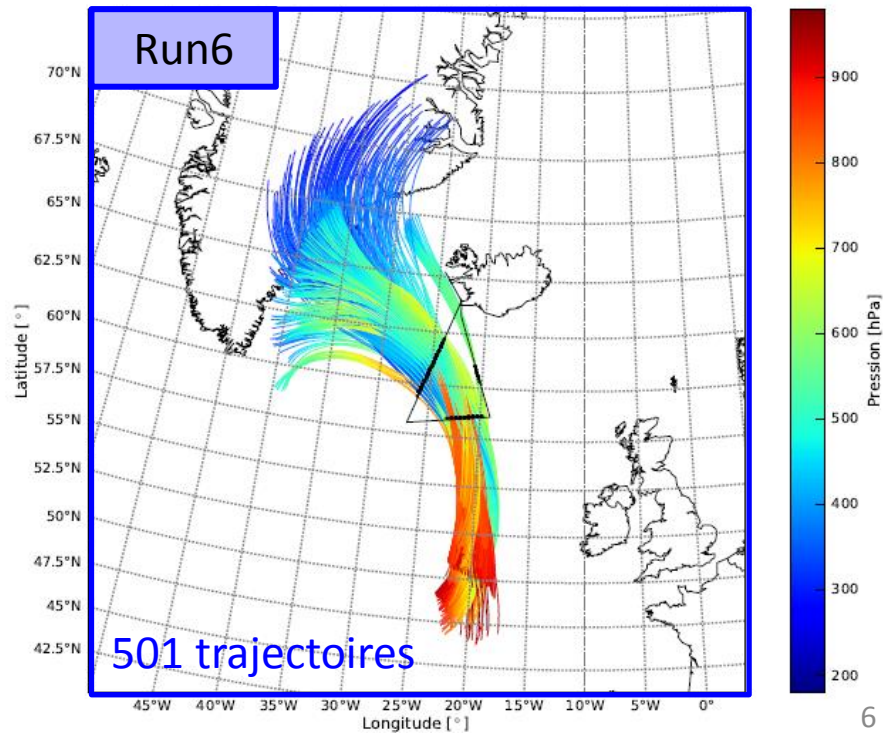 Run6
70°N
67.5°N
65°N
62.5°N
60°N
57.5°N
55°N
52.5°N
50°N
47.5°N
45°N
42.5°N
Latitude [°]
501 trajectoires
45°W 40°W 35°W 30°W 25°W 20°W 15°W 10°W 5°W 0°
Longitude [°]
900
800
700
600
500
400
300
200
Pression [hPa]
6